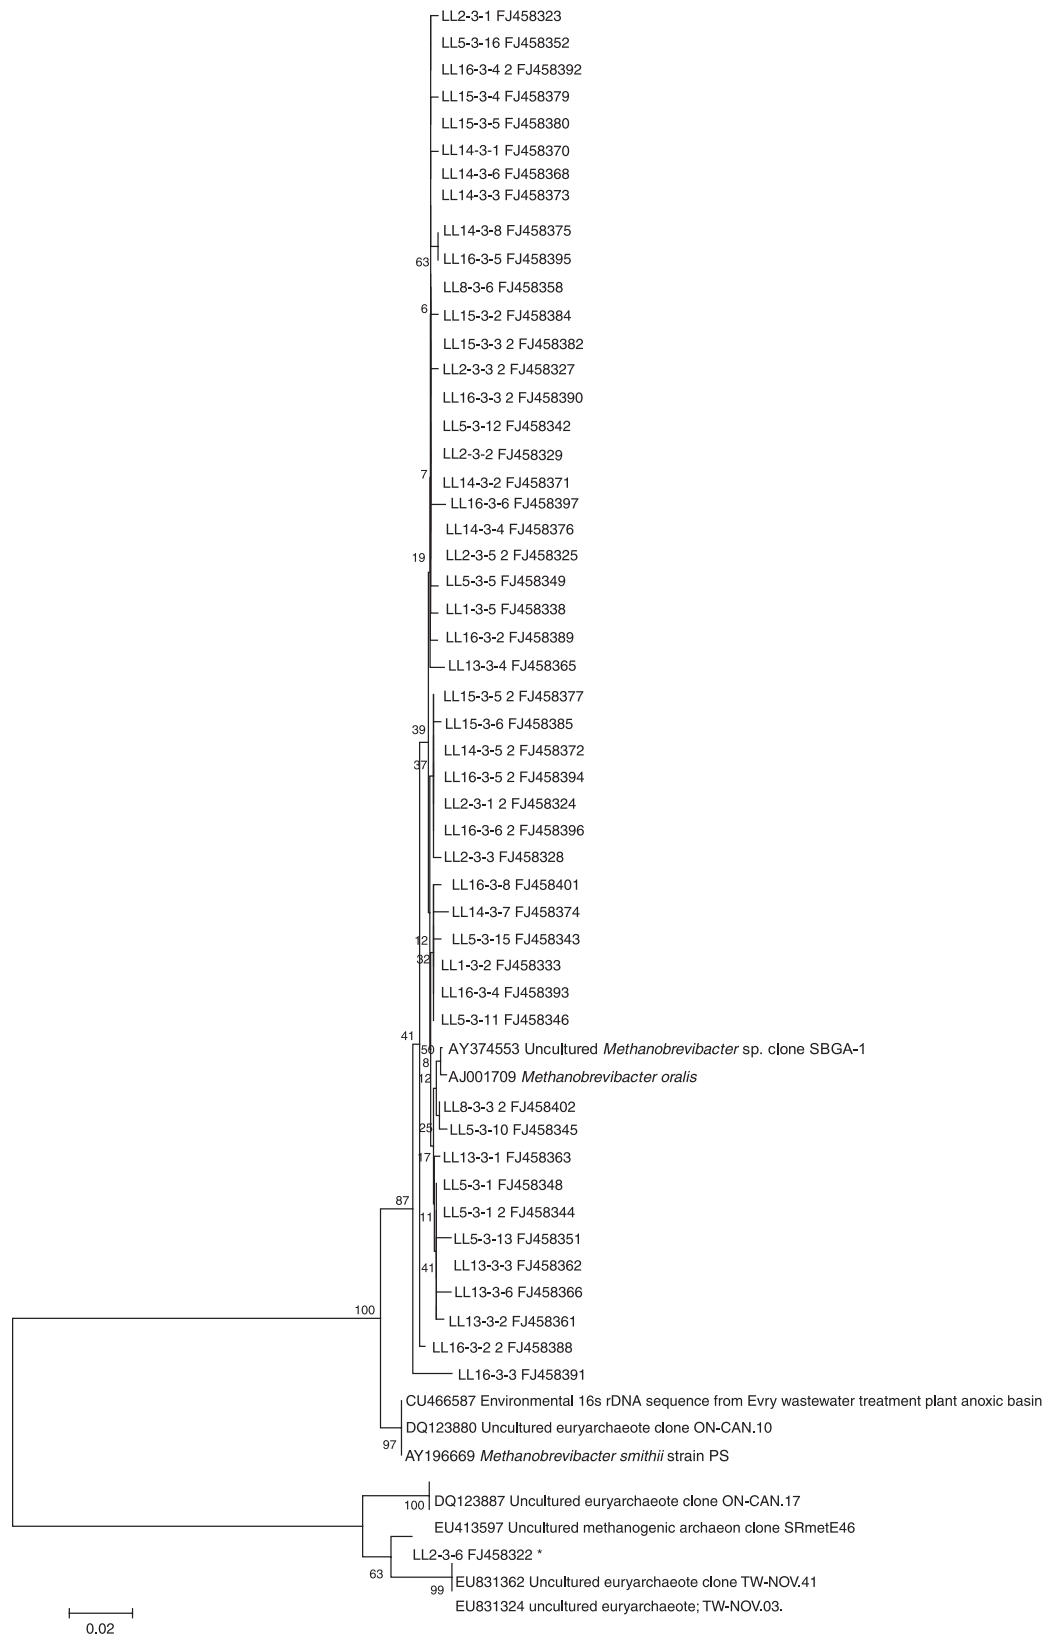 LL2-3-1 FJ458323
LL5-3-16 FJ458352
LL16-3-4 2 FJ458392
LL15-3-4 FJ458379
LL15-3-5 FJ458380
LL14-3-1 FJ458370
LL14-3-6 FJ458368
LL14-3-3 FJ458373
LL14-3-8 FJ458375
LL16-3-5 FJ458395
63
LL8-3-6 FJ458358
6
LL15-3-2 FJ458384
LL15-3-3 2 FJ458382
LL2-3-3 2 FJ458327
LL16-3-3 2 FJ458390
LL5-3-12 FJ458342
LL2-3-2 FJ458329
7
LL14-3-2 FJ458371
LL16-3-6 FJ458397
LL14-3-4 FJ458376
19
LL2-3-5 2 FJ458325
LL5-3-5 FJ458349
LL1-3-5 FJ458338
LL16-3-2 FJ458389
LL13-3-4 FJ458365
LL15-3-5 2 FJ458377
LL15-3-6 FJ458385
39
LL14-3-5 2 FJ458372
37
LL16-3-5 2 FJ458394
LL2-3-1 2 FJ458324
LL16-3-6 2 FJ458396
LL2-3-3 FJ458328
LL16-3-8 FJ458401
LL14-3-7 FJ458374
12
LL5-3-15 FJ458343
32
LL1-3-2 FJ458333
LL16-3-4 FJ458393
LL5-3-11 FJ458346
41
50
AY374553 Uncultured Methanobrevibacter sp. clone SBGA-1
8
12
AJ001709 Methanobrevibacter oralis
LL8-3-3 2 FJ458402
25
LL5-3-10 FJ458345
17
LL13-3-1 FJ458363
LL5-3-1 FJ458348
87
LL5-3-1 2 FJ458344
11
LL5-3-13 FJ458351
41
LL13-3-3 FJ458362
LL13-3-6 FJ458366
100
LL13-3-2 FJ458361
LL16-3-2 2 FJ458388
LL16-3-3 FJ458391
CU466587 Environmental 16s rDNA sequence from Evry wastewater treatment plant anoxic basin
DQ123880 Uncultured euryarchaeote clone ON-CAN.10
97
AY196669 Methanobrevibacter smithii strain PS
100
DQ123887 Uncultured euryarchaeote clone ON-CAN.17
EU413597 Uncultured methanogenic archaeon clone SRmetE46
LL2-3-6 FJ458322 *
63
EU831362 Uncultured euryarchaeote clone TW-NOV.41
99
EU831324 uncultured euryarchaeote; TW-NOV.03.
0.02